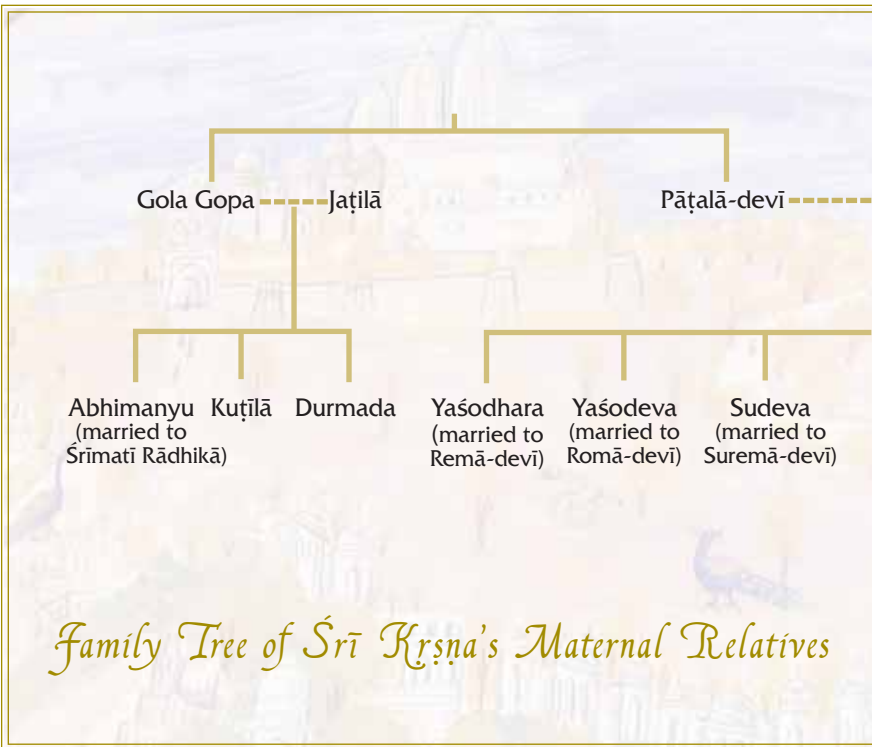 Gola Gopa Jaṭilā Pāṭalā-devī
Abhimanyu Kuṭīlā Durmada Yaśodhara Yaśodeva Sudeva
(married to (married to (married to (married to
Śrīmatī Rādhikā) Remā-devī) Romā-devī) Suremā-devī)
Family Tree of Śrī Kṛṣṇa's Maternal Relatives